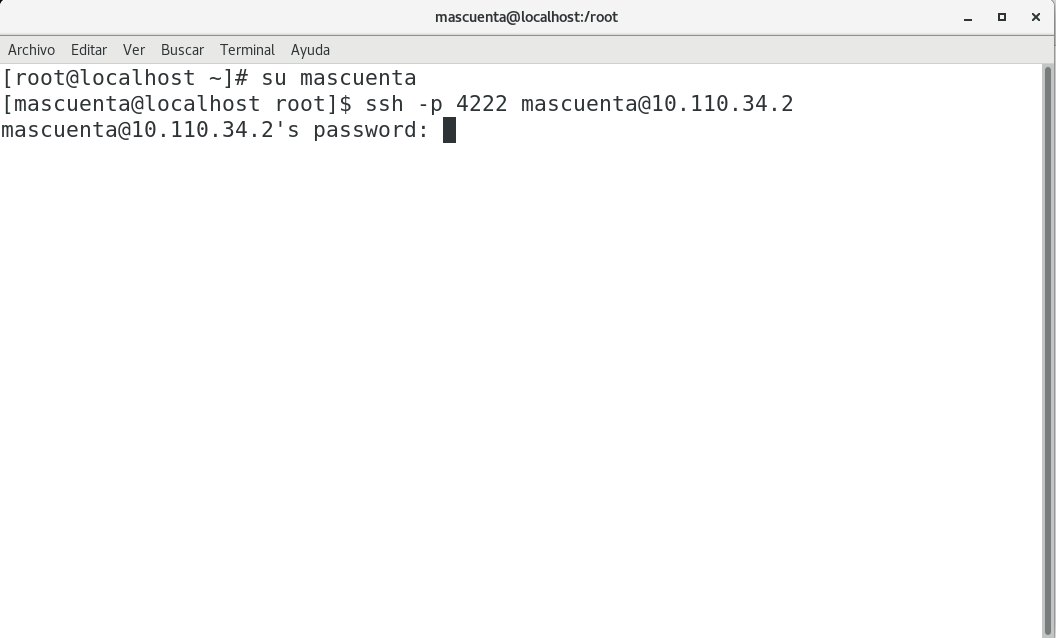 mascuenta@localhost:/root
Archivo Editar Ver Buscar Terminal Ayuda
[root@localhost ~]# su mascuenta
[mascuenta@localhost root]$ ssh -p 4222 mascuenta@10.110.34.2
mascuenta@10.110.34.2's password: